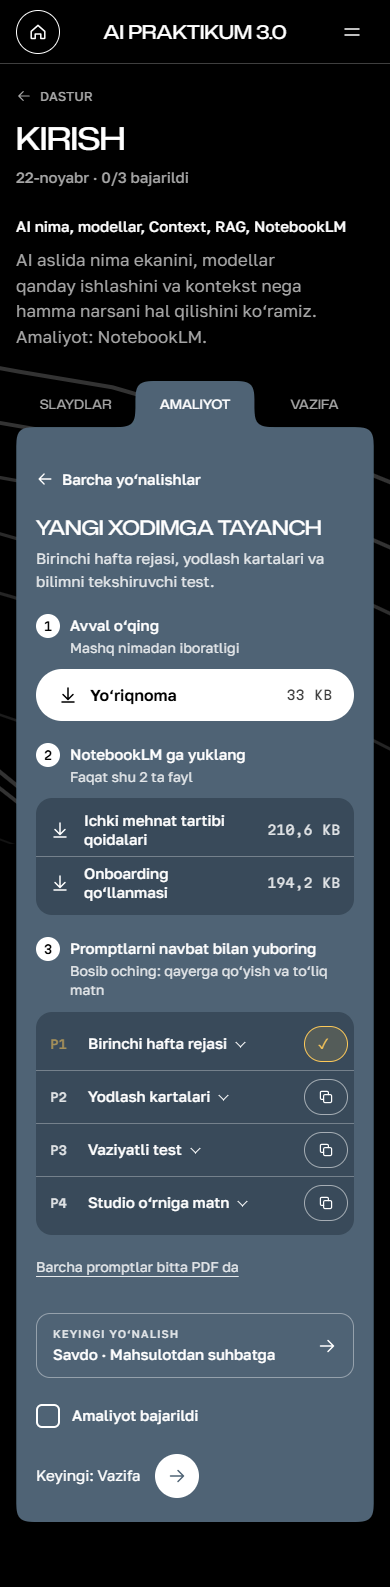 AI PRAKTIKUM 3.0
← DASTUR
KIRISH
22-noyabr · 0/3 bajarildi
AI nima, modellar, Context, RAG, NotebookLM
AI aslida nima ekanini, modellar
qanday ishlashini va kontekst nega
hamma narsani hal qilishini ko‘ramiz.
Amaliyot: NotebookLM.
SLAYDLAR
AMALIYOT
VAZIFA
← Barcha yo‘nalishlar
YANGI XODIMGA TAYANCH
Birinchi hafta rejasi, yodlash kartalari va
bilimni tekshiruvchi test.
1 Avval o‘qing
Mashq nimadan iboratligi
Yo‘riqnoma 33 KB
2 NotebookLM ga yuklang
Faqat shu 2 ta fayl
Ichki mehnat tartibi
qoidalari 210,6 KB
Onboarding
qo‘llanmasi 194,2 KB
3 Promptlarni navbat bilan yuboring
Bosib oching: qayerga qo‘yish va to‘liq
matn
P1 Birinchi hafta rejasi ✓
P2 Yodlash kartalari
P3 Vaziyatli test
P4 Studio o‘rniga matn
Barcha promptlar bitta PDF da
KEYINGI YO‘NALISH
Savdo · Mahsulotdan suhbatga →
Amaliyot bajarildi
Keyingi: Vazifa →